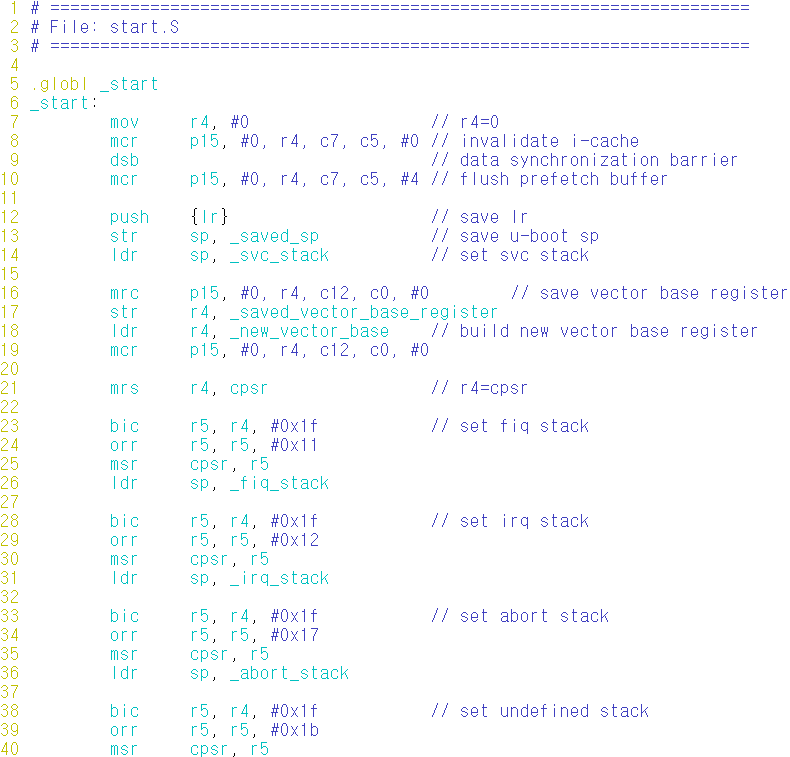 1 # ======================================================================
2 # File: start.S
3 # ======================================================================
4
5 .globl _start
6 _start:
7         mov     r4, #0                  // r4=0
8         mcr     p15, #0, r4, c7, c5, #0 // invalidate i-cache
9         dsb                             // data synchronization barrier
10         mcr     p15, #0, r4, c7, c5, #4 // flush prefetch buffer
11
12         push    {lr}                    // save lr
13         str     sp, _saved_sp           // save u-boot sp
14         ldr     sp, _svc_stack          // set svc stack
15
16         mrc     p15, #0, r4, c12, c0, #0        // save vector base register
17         str     r4, _saved_vector_base_register
18         ldr     r4, _new_vector_base    // build new vector base register
19         mcr     p15, #0, r4, c12, c0, #0
20
21         mrs     r4, cpsr                // r4=cpsr
22
23         bic     r5, r4, #0x1f           // set fiq stack
24         orr     r5, r5, #0x11
25         msr     cpsr, r5
26         ldr     sp, _fiq_stack
27
28         bic     r5, r4, #0x1f           // set irq stack
29         orr     r5, r5, #0x12
30         msr     cpsr, r5
31         ldr     sp, _irq_stack
32
33         bic     r5, r4, #0x1f           // set abort stack
34         orr     r5, r5, #0x17
35         msr     cpsr, r5
36         ldr     sp, _abort_stack
37
38         bic     r5, r4, #0x1f           // set undefined stack
39         orr     r5, r5, #0x1b
40         msr     cpsr, r5